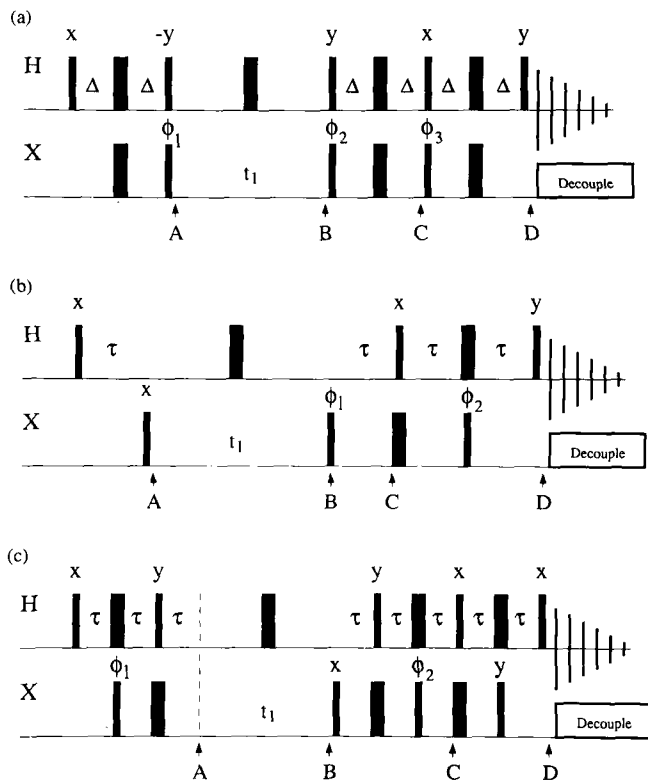 (a)
x -y y x y
H Δ Δ Δ Δ Δ Δ
ϕ1 ϕ2 ϕ3
X t1 Decouple
A B C D
(b)
x x y
H τ τ τ τ
x ϕ1 ϕ2
X t1 Decouple
A B C D
(c)
x y y x x
H τ τ τ τ τ τ τ τ
ϕ1 x ϕ2 y
X t1 Decouple
A B C D